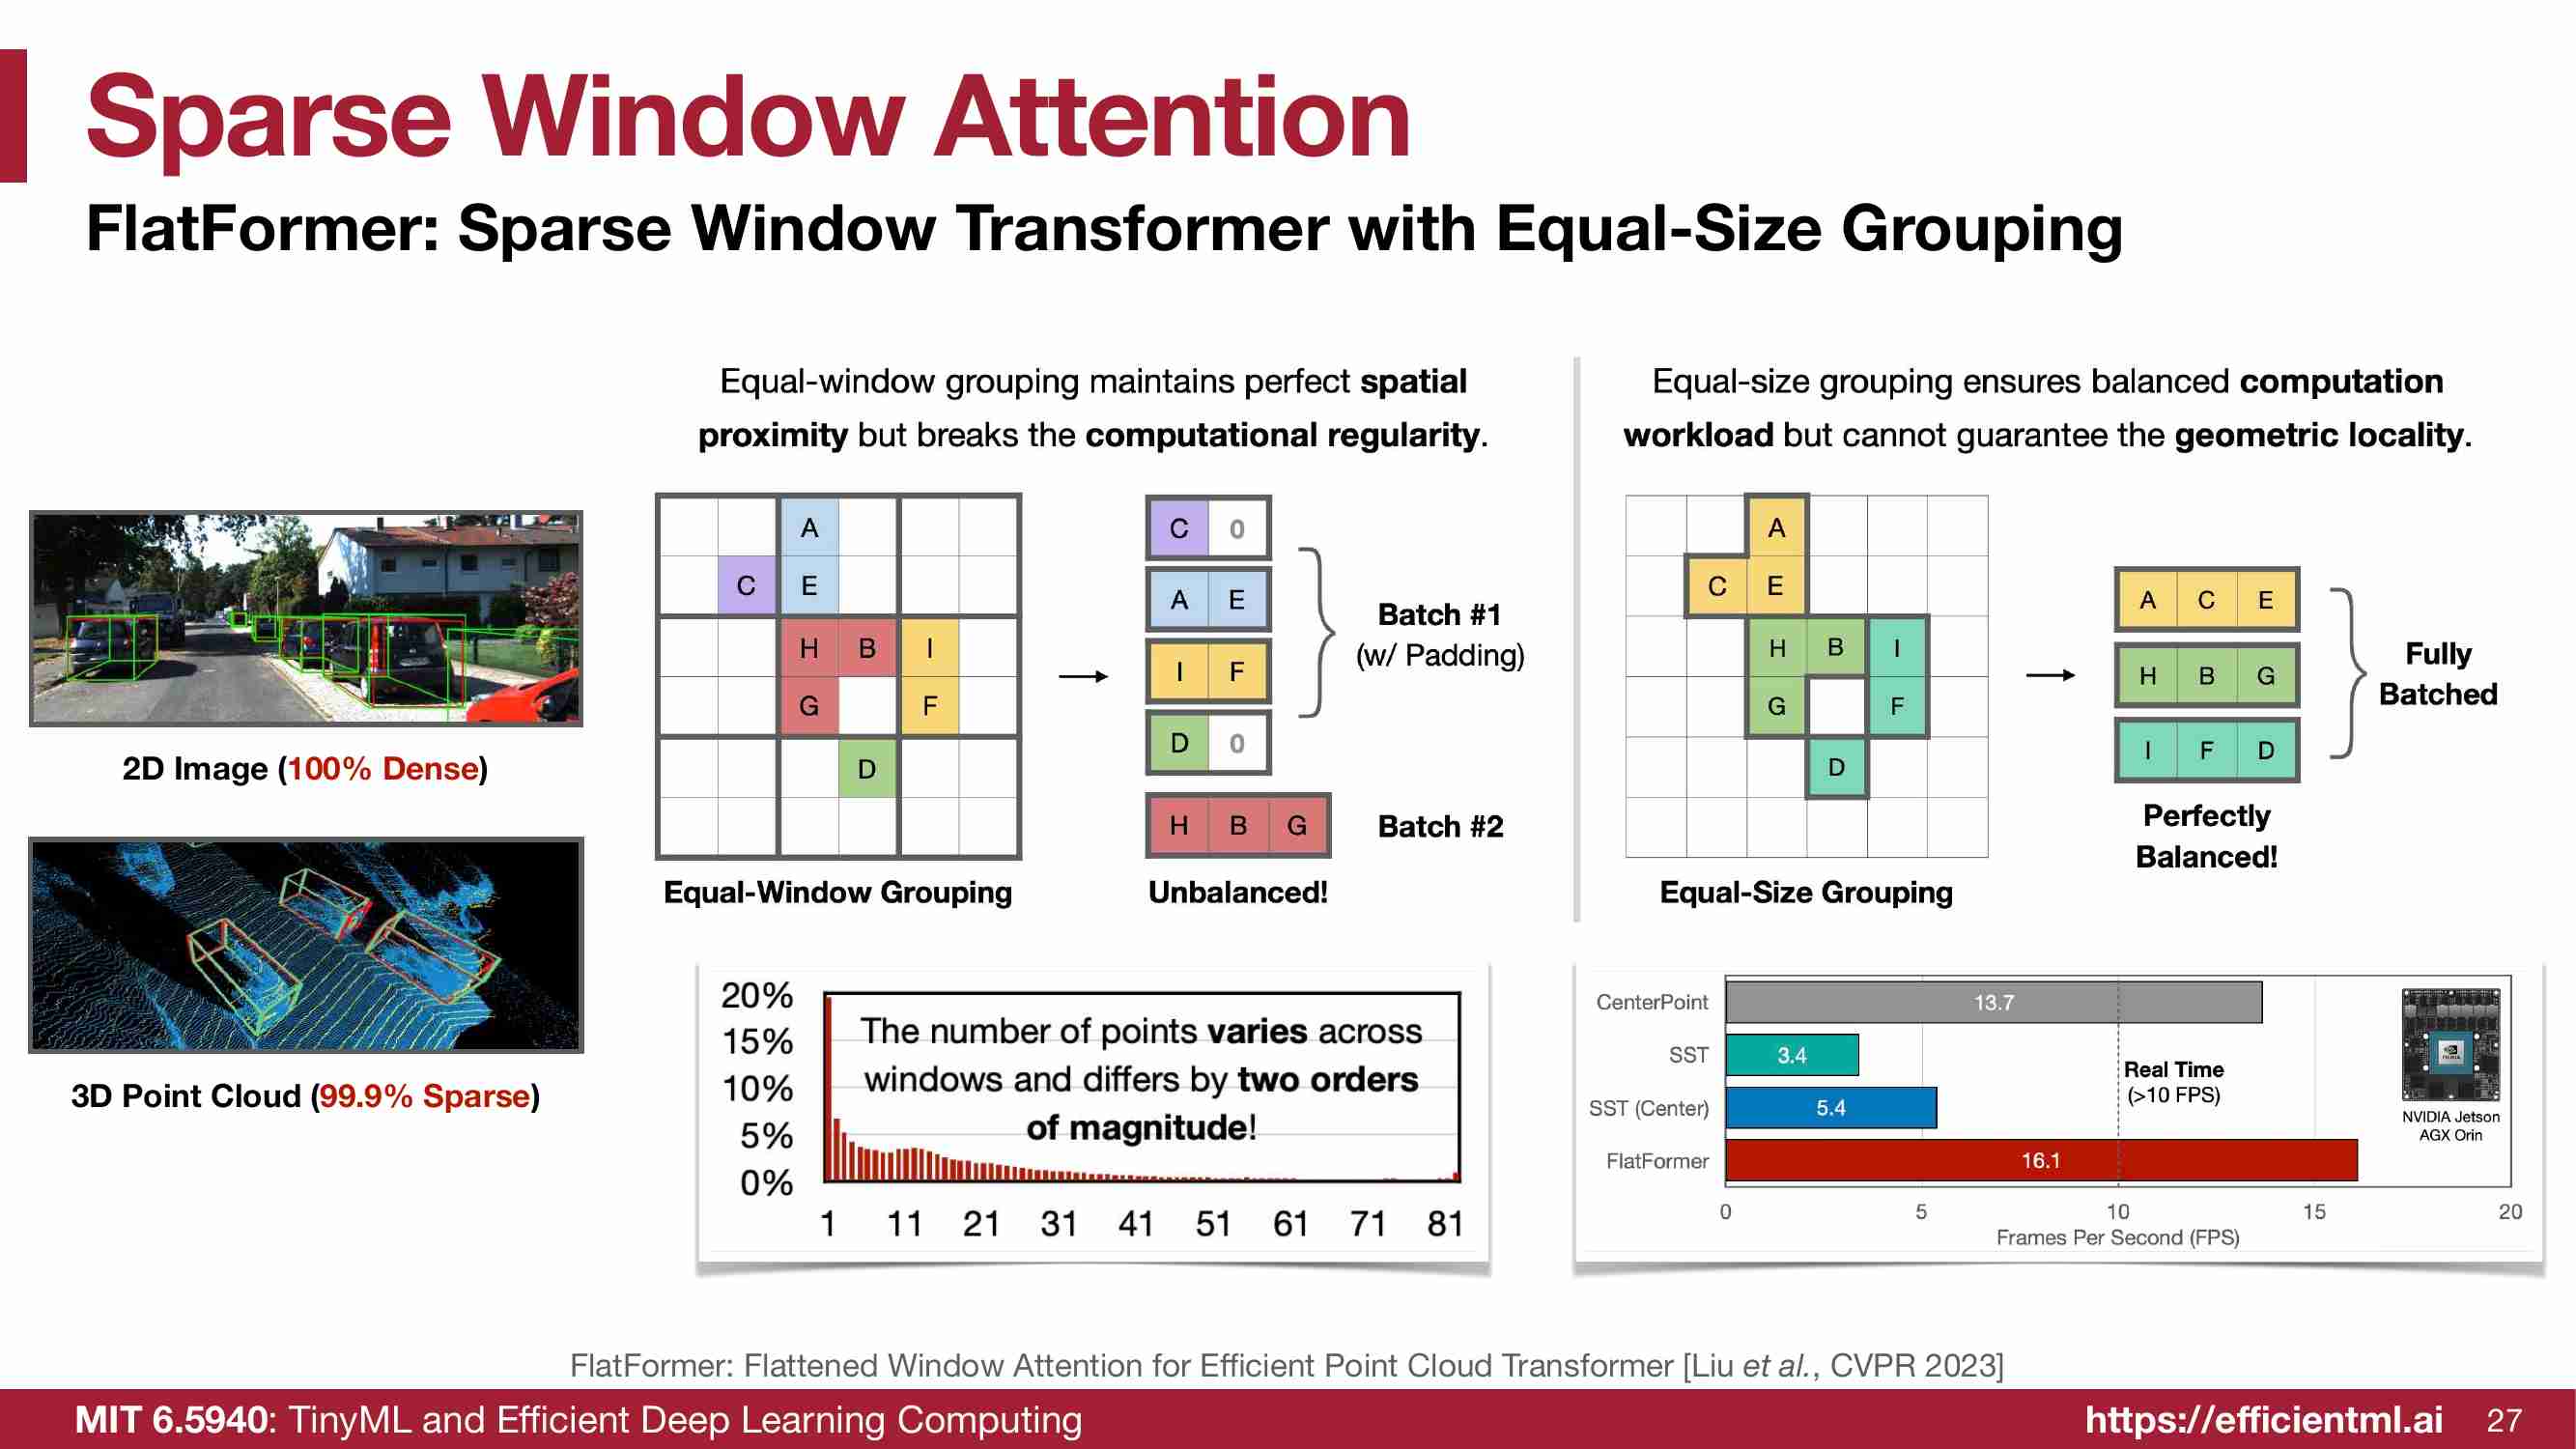 Sparse Window Attention
FlatFormer: Sparse Window Transformer with Equal-Size Grouping
2D Image (100% Dense)
3D Point Cloud (99.9% Sparse)
Equal-window grouping maintains perfect spatial
proximity but breaks the computational regularity.
A
C E
H B I
G F
D
Equal-Window Grouping
C 0
A E
I F
D 0
H B G
Unbalanced!
Batch #1
(w/ Padding)
Batch #2
Equal-size grouping ensures balanced computation
workload but cannot guarantee the geometric locality.
A
C E
H B I
G F
D
Equal-Size Grouping
A C E
H B G
I F D
Perfectly
Balanced!
Fully
Batched
20%
15%
10%
5%
0%
The number of points varies across
windows and differs by two orders
of magnitude!
1 11 21 31 41 51 61 71 81
CenterPoint 13.7
SST 3.4
SST (Center) 5.4
FlatFormer 16.1
Real Time
(>10 FPS)
NVIDIA Jetson
AGX Orin
0 5 10 15 20
Frames Per Second (FPS)
FlatFormer: Flattened Window Attention for Efficient Point Cloud Transformer [Liu et al., CVPR 2023]
MIT 6.5940: TinyML and Efficient Deep Learning Computing
https://efficientml.ai 27